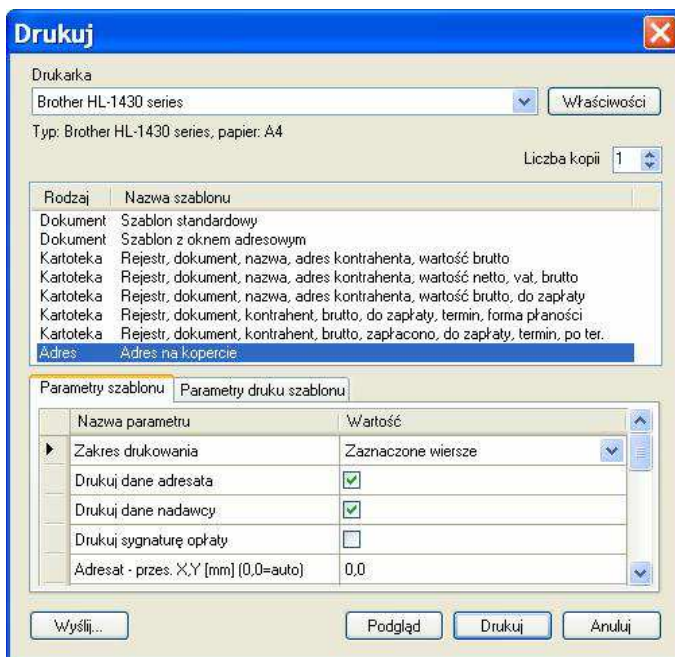 Drukuj
Drukarka
Brother HL-1430 series
Właściwości
Typ: Brother HL-1430 series, papier: A4
Liczba kopii 1
Rodzaj Nazwa szablonu
Dokument Szablon standardowy
Dokument Szablon z oknem adresowym
Kartoteka Rejestr, dokument, nazwa, adres kontrahenta, wartość brutto
Kartoteka Rejestr, dokument, nazwa, adres kontrahenta, wartość netto, vat, brutto
Kartoteka Rejestr, dokument, nazwa, adres kontrahenta, wartość brutto, do zapłaty
Kartoteka Rejestr, dokument, kontrahent, brutto, do zapłaty, termin, forma płaności
Kartoteka Rejestr, dokument, kontrahent, brutto, zapłacono, do zapłaty, termin, po ter.
Adres Adres na kopercie
Parametry szablonu Parametry druku szablonu
Nazwa parametru Wartość
Zakres drukowania Zaznaczone wiersze
Drukuj dane adresata
Drukuj dane nadawcy
Drukuj sygnaturę opłaty
Adresat - przes. X,Y [mm] (0,0=auto) 0,0
Wyślij... Podgląd Drukuj Anuluj